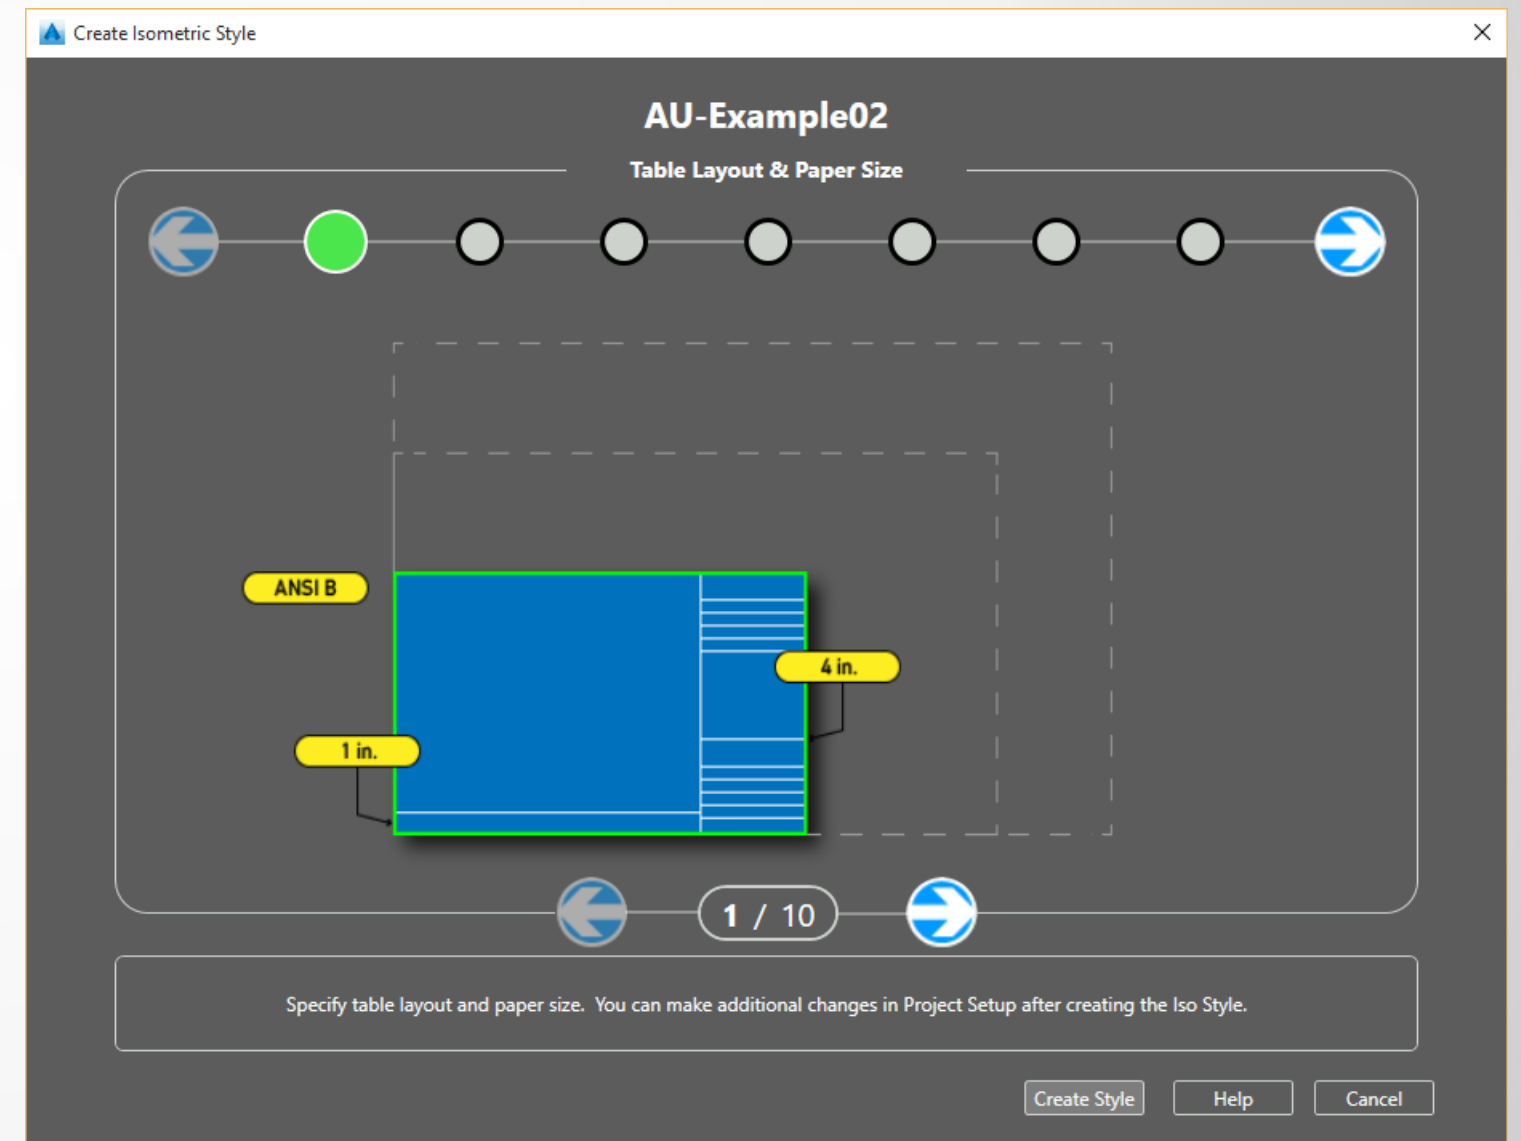 Create Isometric Style
AU-Example02
Table Layout & Paper Size
ANSI B
4 in.
1 in.
1 / 10
Specify table layout and paper size.  You can make additional changes in Project Setup after creating the Iso Style.
Create Style
Help
Cancel